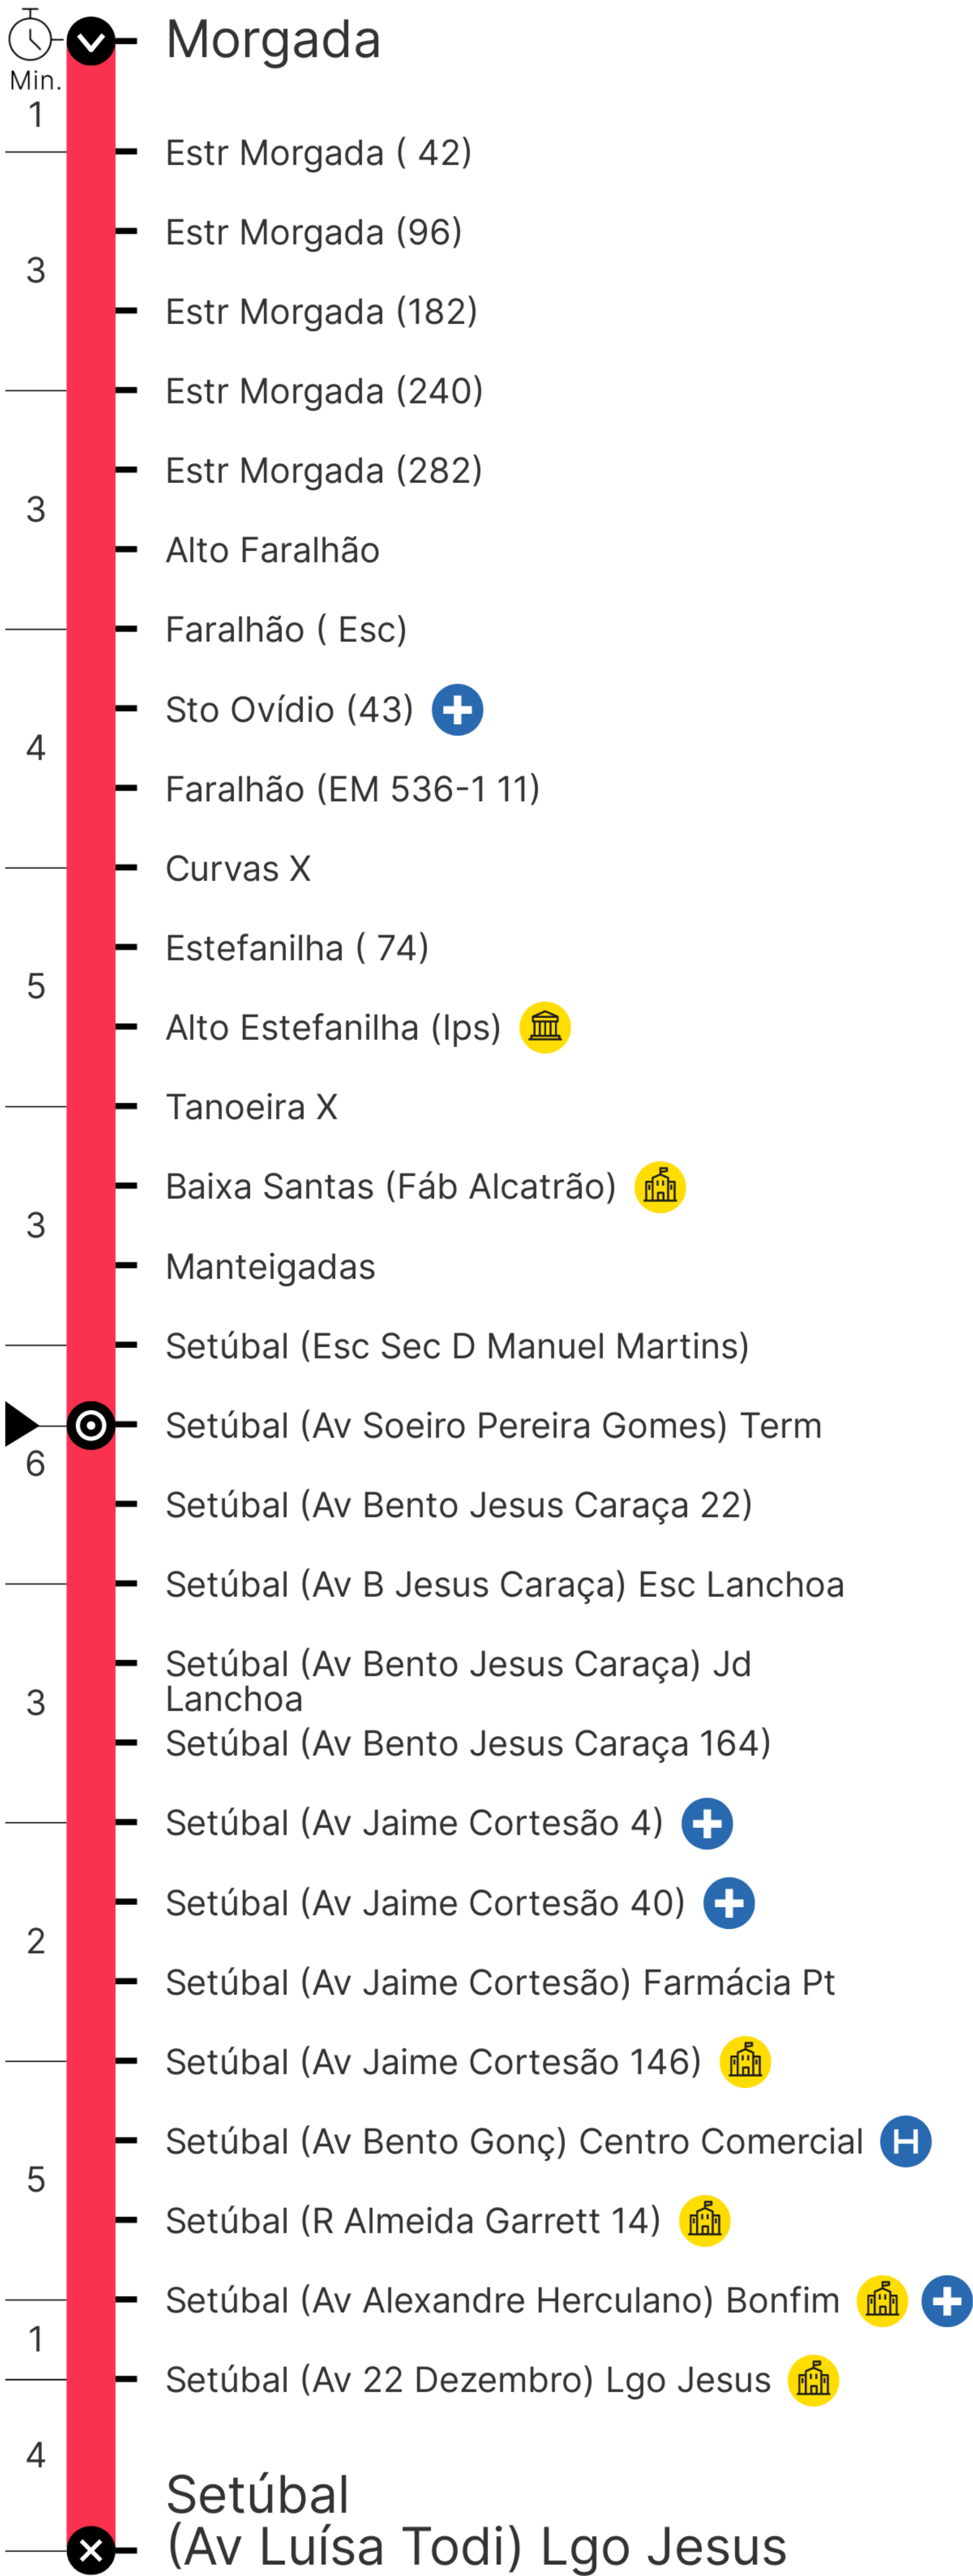 Morgada
Min.
1
Estr Morgada ( 42)
Estr Morgada (96)
3
Estr Morgada (182)
Estr Morgada (240)
Estr Morgada (282)
3
Alto Faralhão
Faralhão ( Esc)
Sto Ovídio (43)
4
Faralhão (EM 536-1 11)
Curvas X
Estefanilha ( 74)
5
Alto Estefanilha (Ips)
Tanoeira X
Baixa Santas (Fáb Alcatrão)
3
Manteigadas
Setúbal (Esc Sec D Manuel Martins)
Setúbal (Av Soeiro Pereira Gomes) Term
6
Setúbal (Av Bento Jesus Caraça 22)
Setúbal (Av B Jesus Caraça) Esc Lanchoa
Setúbal (Av Bento Jesus Caraça) Jd
Lanchoa
3
Setúbal (Av Bento Jesus Caraça 164)
Setúbal (Av Jaime Cortesão 4)
Setúbal (Av Jaime Cortesão 40)
2
Setúbal (Av Jaime Cortesão) Farmácia Pt
Setúbal (Av Jaime Cortesão 146)
Setúbal (Av Bento Gonç) Centro Comercial H
5
Setúbal (R Almeida Garrett 14)
Setúbal (Av Alexandre Herculano) Bonfim
1
Setúbal (Av 22 Dezembro) Lgo Jesus
4
Setúbal
(Av Luísa Todi) Lgo Jesus